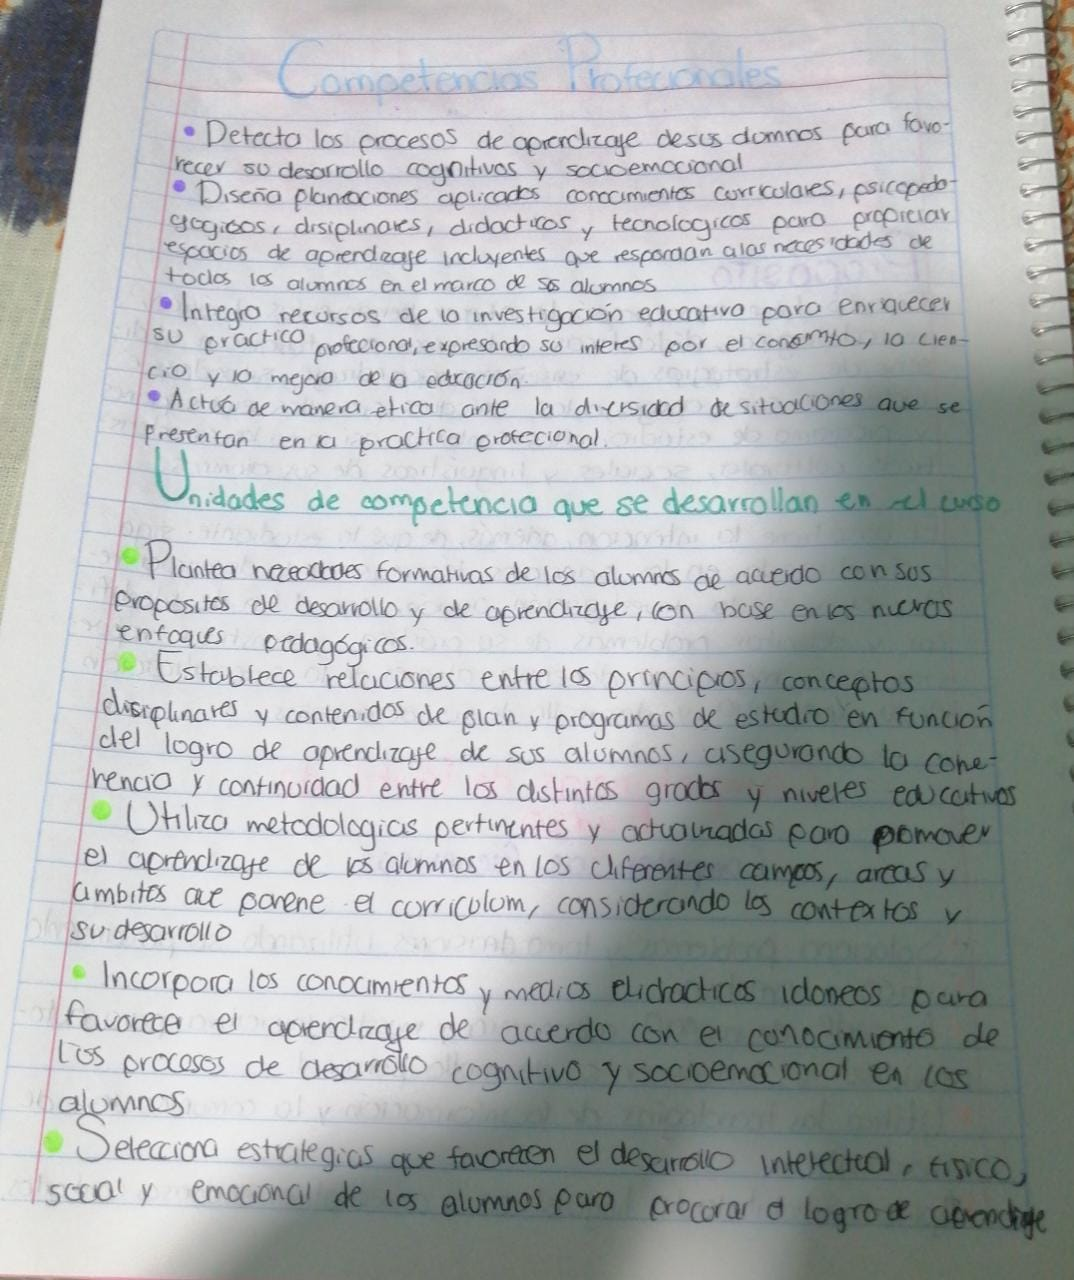 Competencias Profecionales
• Detecta los procesos de aprendizaje de sus alumnos para favo-
recer su desarrollo cognitivos y socioemocional
• Diseña planeaciones aplicados conocimientos curriculares, psicopeda-
gogicos, disiplinares, didacticos y tecnologicos para propiciar
espacios de aprendizaje incluyentes que respondan a las necesidades de
todos los alumnos en el marco de alumnos
• Integra recursos de la investigación educativa para enriquecer
su practica profecional, expresando su interes por el la cien-
cia y la mejora de la educación.
• Actuá de manera etica ante la diversidad de situaciones que se
presentan en la practica profecional.
Unidades de competencia que se desarrollan en el curso
• Plantea formativas de los alumnos de acuerdo con sus
propositos de desarrollo y de aprendizaje, con base en los nuevos
enfoques pedagógicos.
• Establece relaciones entre los principios, conceptos
disciplinares y contenidos de plan y programas de estudio en función
del logro de aprendizaje de sus alumnos, asegurando la cohe-
rencia y continuidad entre los distintos grados y niveles educativos
• Utiliza metodologias pertinentes y actualizadas para pomover
el aprendizaje de los alumnos en los diferentes campos, areas y
ambitos que el curriculum, considerando los contextos y
su desarrollo
• Incorpora los conocimientos y medios didracticos idoneos para
favorecer el aprendizaje de acuerdo con el conocimiento de
los procesos de desarrollo cognitivo y socioemocional en los
alumnos
• Selecciona estrategias que favorecen el desarrollo intelectual, fisico,
social y emocional de los alumnos para procurar el logro de aprendizaje